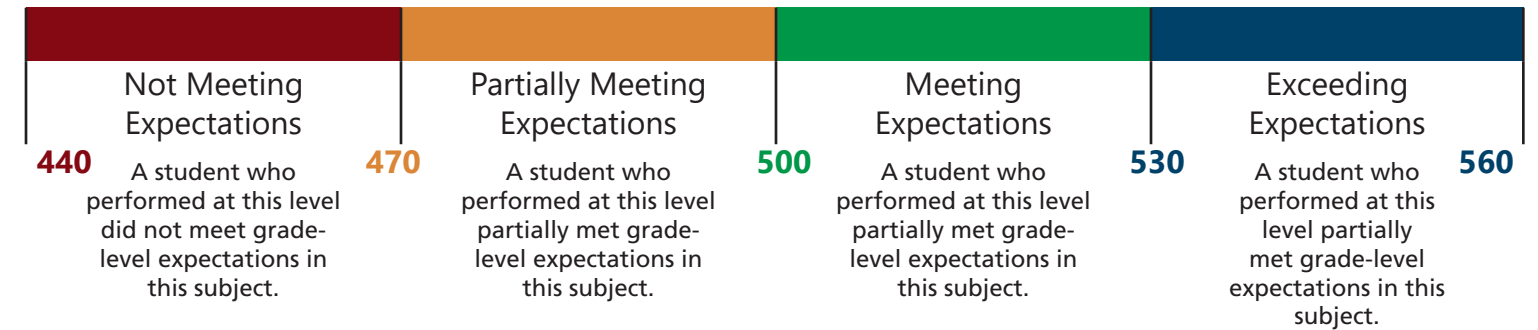 Not Meeting
Expectations
Partially Meeting
Expectations
Meeting
Expectations
Exceeding
Expectations
440
470
500
530
560
A student who
performed at this level
did not meet grade-
level expectations in
this subject.
A student who
performed at this level
partially met grade-
level expectations in
this subject.
A student who
performed at this level
partially met grade-
level expectations in
this subject.
A student who
performed at this
level partially
met grade-level
expectations in this
subject.